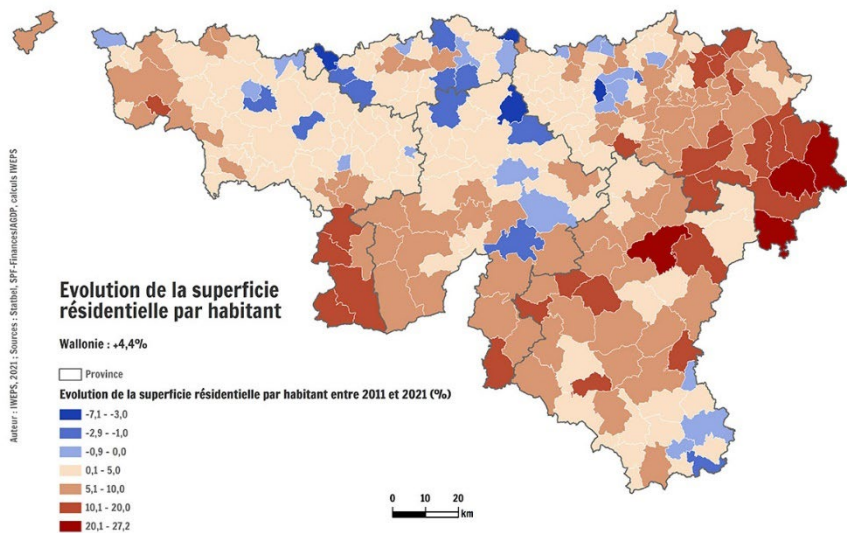 Evolution de la superficie
résidentielle par habitant
Wallonie : +4,4%
Province
Evolution de la superficie résidentielle par habitant entre 2011 et 2021 (%)
-7,1 - -3,0
-2,9 - -1,0
-0,9 - 0,0
0,1 - 5,0
5,1 - 10,0
10,1 - 20,0
20,1 - 27,2
0 10 20
km
Auteur : IWEPS, 2021 ; Sources : Statbel, SPF-Finances/AGDP, calculs IWEPS